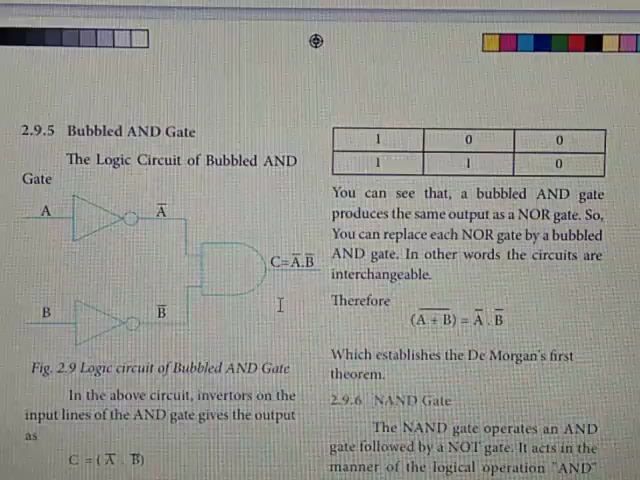 2.9.5 Bubbled AND Gate
The Logic Circuit of Bubbled AND
Gate
A
A̅
C=A̅.B̅
B
B̅
Fig. 2.9 Logic circuit of Bubbled AND Gate
In the above circuit, invertors on the
input lines of the AND gate gives the output
as
C = ( A̅ . B̅)
1 0 0
1 1 0
You can see that, a bubbled AND gate
produces the same output as a NOR gate. So,
You can replace each NOR gate by a bubbled
AND gate. In other words the circuits are
interchangeable.
Therefore
(A̅ ̅+̅ ̅B̅) = A̅ . B̅
Which establishes the De Morgan's first
theorem.
2.9.6 NAND Gate
The NAND gate operates an AND
gate followed by a NOT gate. It acts in the
manner of the logical operation "AND"